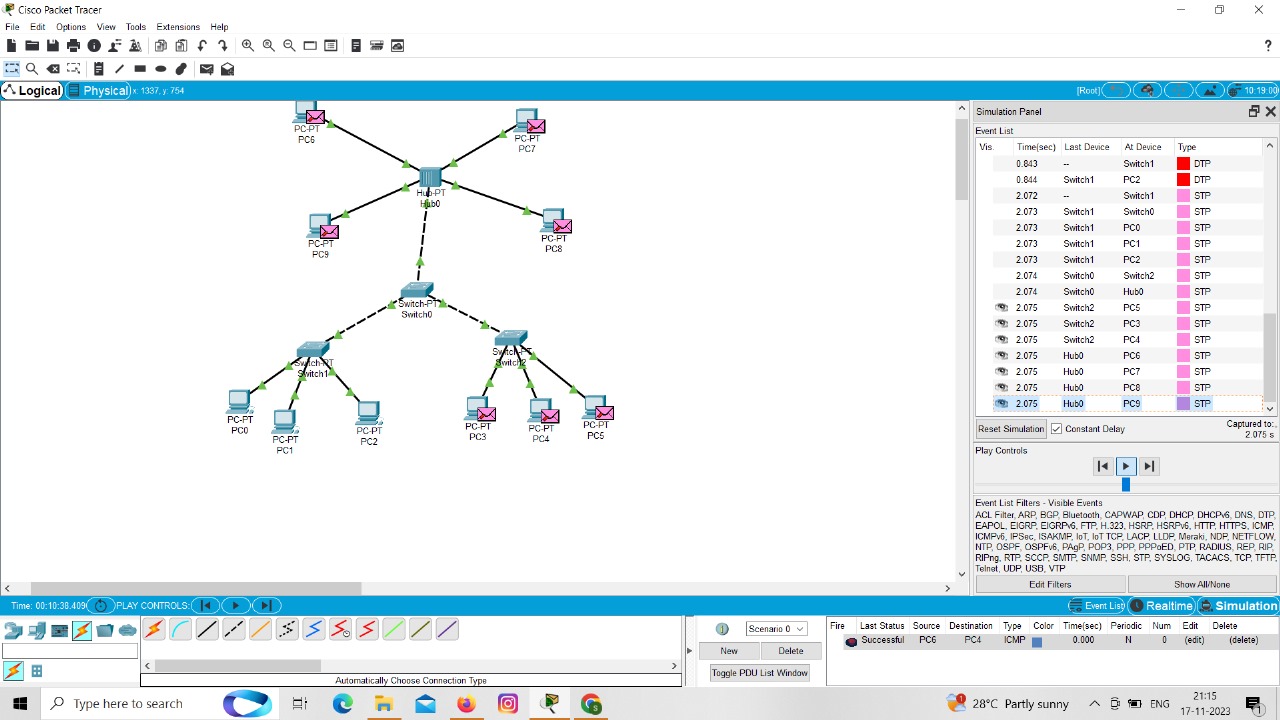 Cisco Packet Tracer
File Edit Options View Tools Extensions Help
?
Logical Physical x: 1337, y: 754 [Root] 10:19:00
PC-PT
PC6
PC-PT
PC7
Hub-PT
Hub0
PC-PT
PC9
PC-PT
PC8
Switch-PT
Switch0
Switch-PT
Switch1
Switch-PT
Switch2
PC-PT
PC0
PC-PT
PC1
PC-PT
PC2
PC-PT
PC3
PC-PT
PC4
PC-PT
PC5
Simulation Panel
Event List
Vis. Time(sec) Last Device At Device Type
0.843 -- Switch1 DTP
0.844 Switch1 PC2 DTP
2.072 -- Switch1 STP
2.073 Switch1 Switch0 STP
2.073 Switch1 PC0 STP
2.073 Switch1 PC1 STP
2.073 Switch1 PC2 STP
2.074 Switch0 Switch2 STP
2.074 Switch0 Hub0 STP
2.075 Switch2 PC5 STP
2.075 Switch2 PC3 STP
2.075 Switch2 PC4 STP
2.075 Hub0 PC6 STP
2.075 Hub0 PC7 STP
2.075 Hub0 PC8 STP
2.075 Hub0 PC9 STP
Reset Simulation Constant Delay Captured to:
2.075 s
Play Controls
Event List Filters - Visible Events
ACL Filter, ARP, BGP, Bluetooth, CAPWAP, CDP, DHCP, DHCPv6, DNS, DTP,
EAPOL, EIGRP, EIGRPv6, FTP, H.323, HSRP, HSRPv6, HTTP, HTTPS, ICMP,
ICMPv6, IPSec, ISAKMP, IoT, IoT TCP, LACP, LLDP, Meraki, NDP, NETFLOW,
NTP, OSPF, OSPFv6, PAgP, POP3, PPP, PPPoED, PTP, RADIUS, REP, RIP,
RIPng, RTP, SCCP, SMTP, SNMP, SSH, STP, SYSLOG, TACACS, TCP, TFTP,
Telnet, UDP, USB, VTP
Edit Filters Show All/None
Time: 00:10:38.409 PLAY CONTROLS: Event List Realtime Simulation
Scenario 0
New Delete
Toggle PDU List Window
Fire Last Status Source Destination Type Color Time(sec) Periodic Num Edit Delete
Successful PC6 PC4 ICMP 0.000 N 0 (edit) (delete)
Automatically Choose Connection Type
Type here to search
1
28°C Partly sunny
ENG
21:15
17-11-2023
1